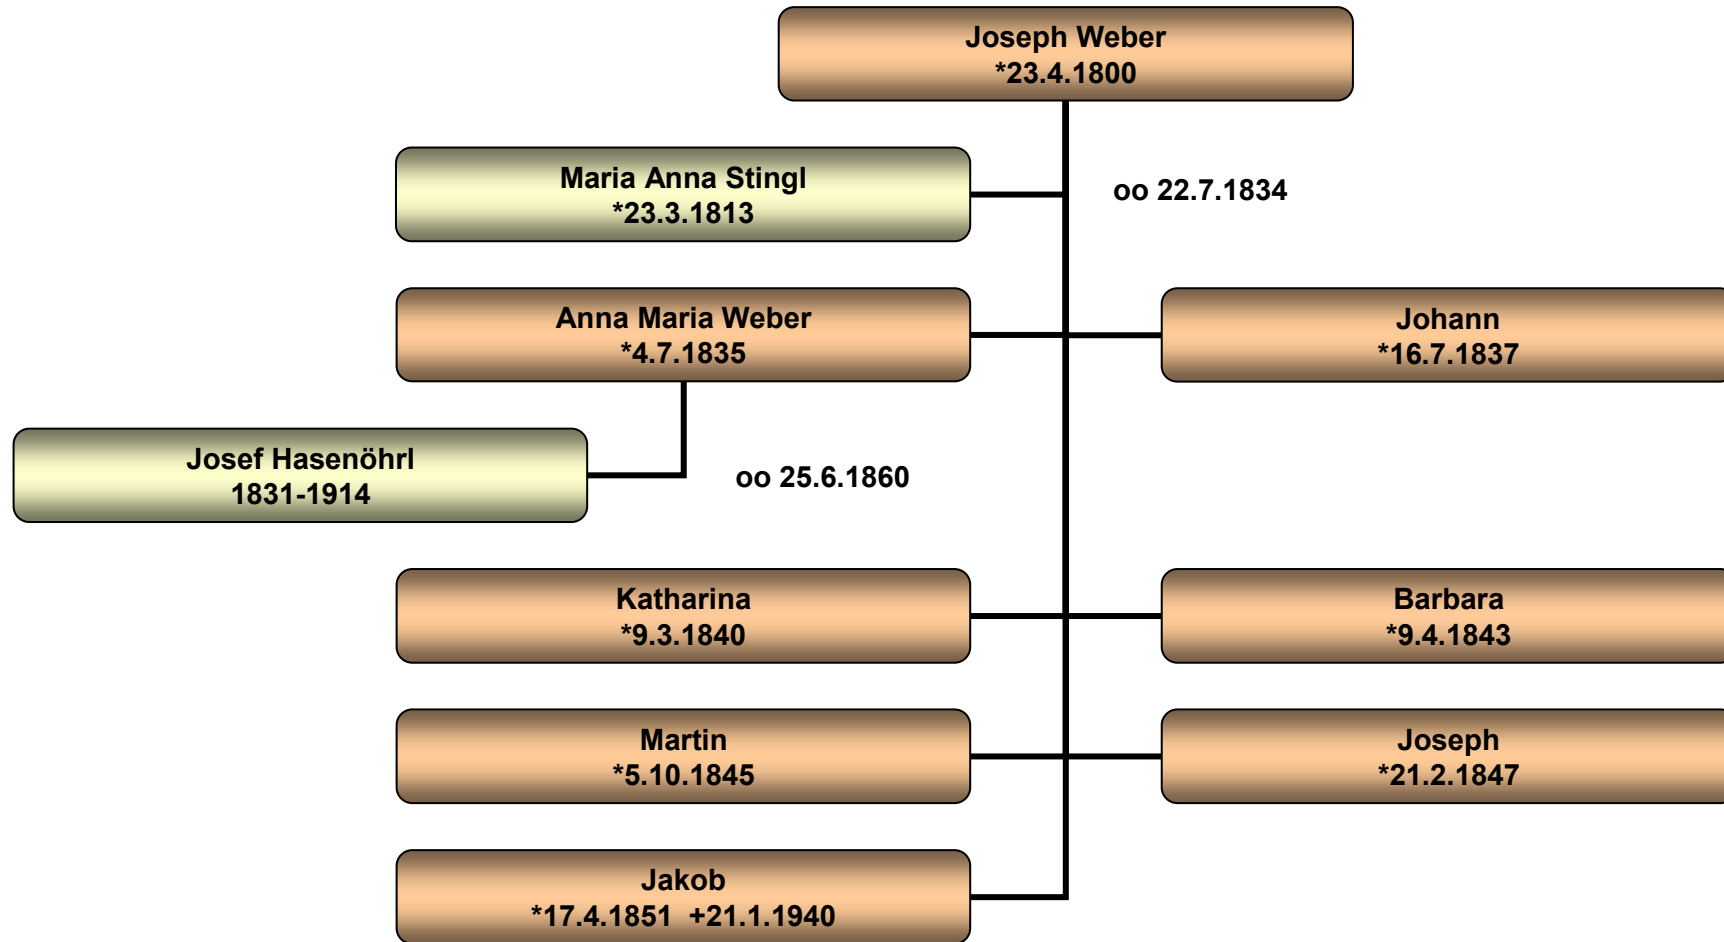 Joseph Weber
*23.4.1800
Maria Anna Stingl
*23.3.1813
oo 22.7.1834
Anna Maria Weber
*4.7.1835
Johann
*16.7.1837
Josef Hasenöhrl
1831-1914
oo 25.6.1860
Katharina
*9.3.1840
Barbara
*9.4.1843
Martin
*5.10.1845
Joseph
*21.2.1847
Jakob
*17.4.1851  +21.1.1940